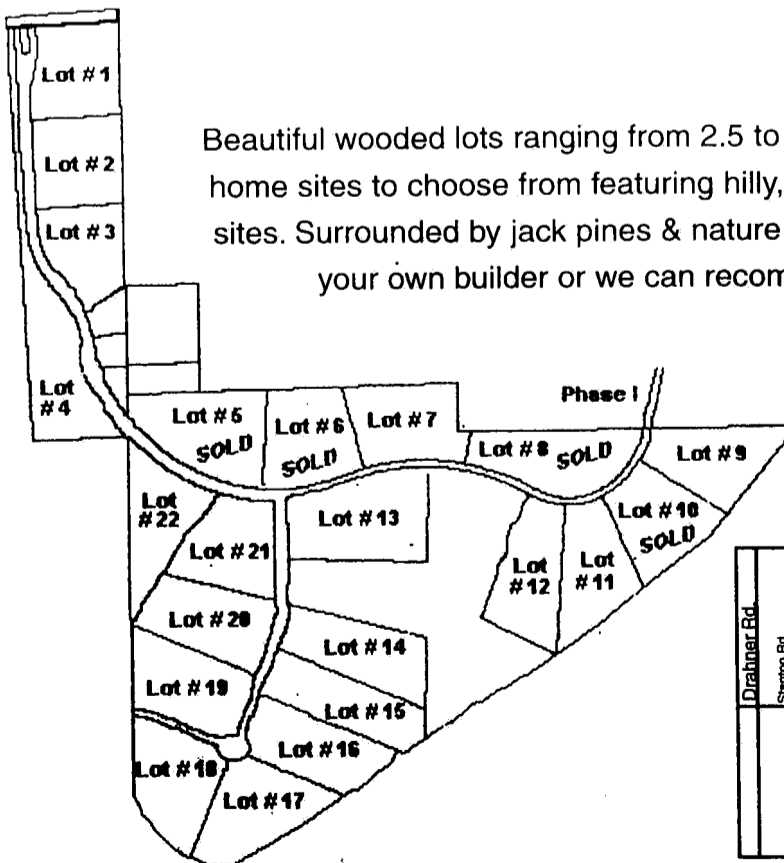 Lot # 1
Beautiful wooded lots ranging from 2.5 to
Lot # 2
home sites to choose from featuring hilly,
Lot # 3
sites. Surrounded by jack pines & nature
your own builder or we can recom
Lot
#4
Phase I
Lot #5
SOLD
Lot #6
SOLD
Lot #7
Lot #8 SOLD
Lot #9
Lot
#22
Lot #21
Lot #13
Lot
#12
Lot
#11
Lot #10
SOLD
Lot #20
Lot #14
Drahner Rd.
Lot #19
Lot #15
Lot #16
Lot #18
Lot #17